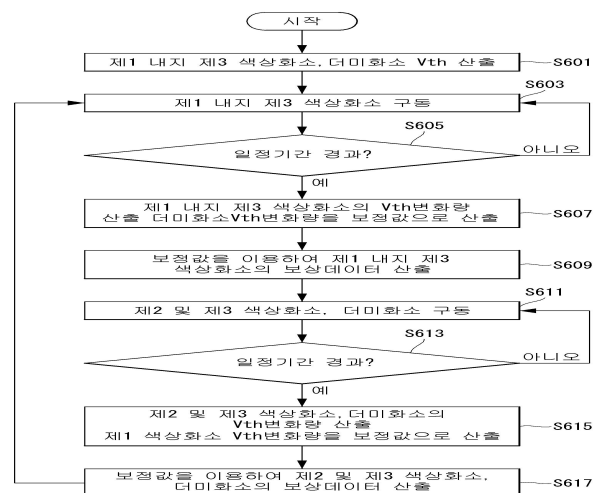 시작
제1 내지 제3 색상화소,더미화소 Vth 산출
S601
제1 내지 제3 색상화소 구동
S603
일정기간 경과?
S605
아니오
예
제1 내지 제3 색상화소의 Vth변화량
산출 더미화소Vth변화량을 보정값으로 산출
S607
보정값을 이용하여 제1 내지 제3
색상화소의 보상데이터 산출
S609
제2 및 제3 색상화소, 더미화소 구동
S611
일정기간 경과?
S613
아니오
예
제2 및 제3 색상화소,더미화소의
Vth변화량 산출
제1 색상화소 Vth변화량을 보정값으로 산출
S615
보정값을 이용하여 제2 및 제3 색상화소,
더미화소의 보상데이터 산출
S617